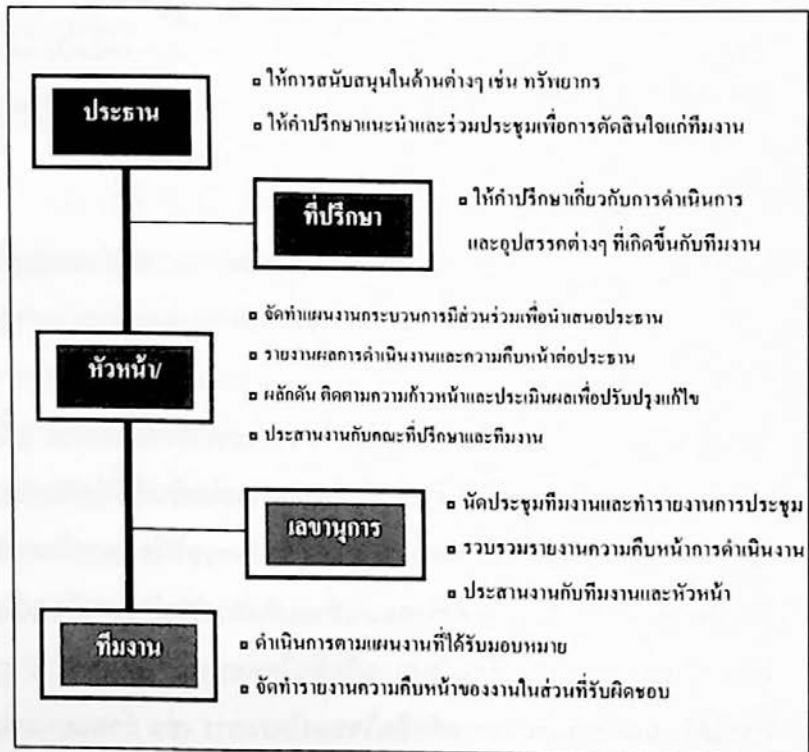 ประธาน
▫ ให้การสนับสนุนในด้านต่างๆ เช่น ทรัพยากร
▫ ให้คำปรึกษาแนะนำและร่วมประชุมเพื่อการตัดสินใจแก่ทีมงาน
ที่ปรึกษา
▫ ให้คำปรึกษาเกี่ยวกับการดำเนินการ
และอุปสรรคต่างๆ ที่เกิดขึ้นกับทีมงาน
หัวหน้า/
▫ จัดทำแผนงานกระบวนการมีส่วนร่วมเพื่อนำเสนอประธาน
▫ รายงานผลการดำเนินงานและความคืบหน้าต่อประธาน
▫ ผลักดัน ติดตามความก้าวหน้าและประเมินผลเพื่อปรับปรุงแก้ไข
▫ ประสานงานกับคณะที่ปรึกษาและทีมงาน
เลขานุการ
▫ นัดประชุมทีมงานและทำรายงานการประชุม
▫ รวบรวมรายงานความคืบหน้าการดำเนินงาน
▫ ประสานงานกับทีมงานและหัวหน้า
ทีมงาน
▫ ดำเนินการตามแผนงานที่ได้รับมอบหมาย
▫ จัดทำรายงานความคืบหน้าของงานในส่วนที่รับผิดชอบ